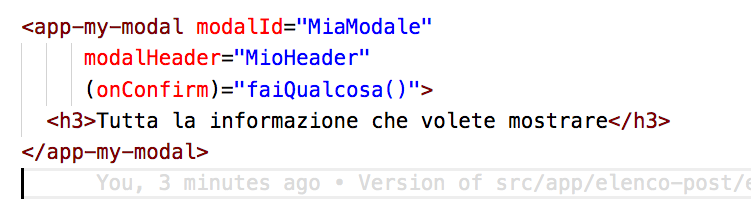 <app-my-modal modalId="MiaModale"
modalHeader="MioHeader"
(onConfirm)="faiQualcosa()">
<h3>Tutta la informazione che volete mostrare</h3>
</app-my-modal>
You, 3 minutes ago • Version of src/app/elenco-post/